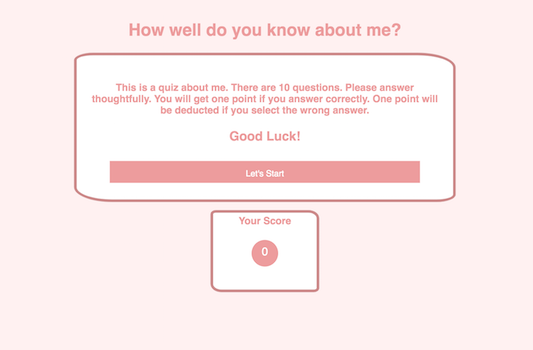 How well do you know about me?
This is a quiz about me. There are 10 questions. Please answer
thoughtfully. You will get one point if you answer correctly. One point will
be deducted if you select the wrong answer.
Good Luck!
Let's Start
Your Score
0